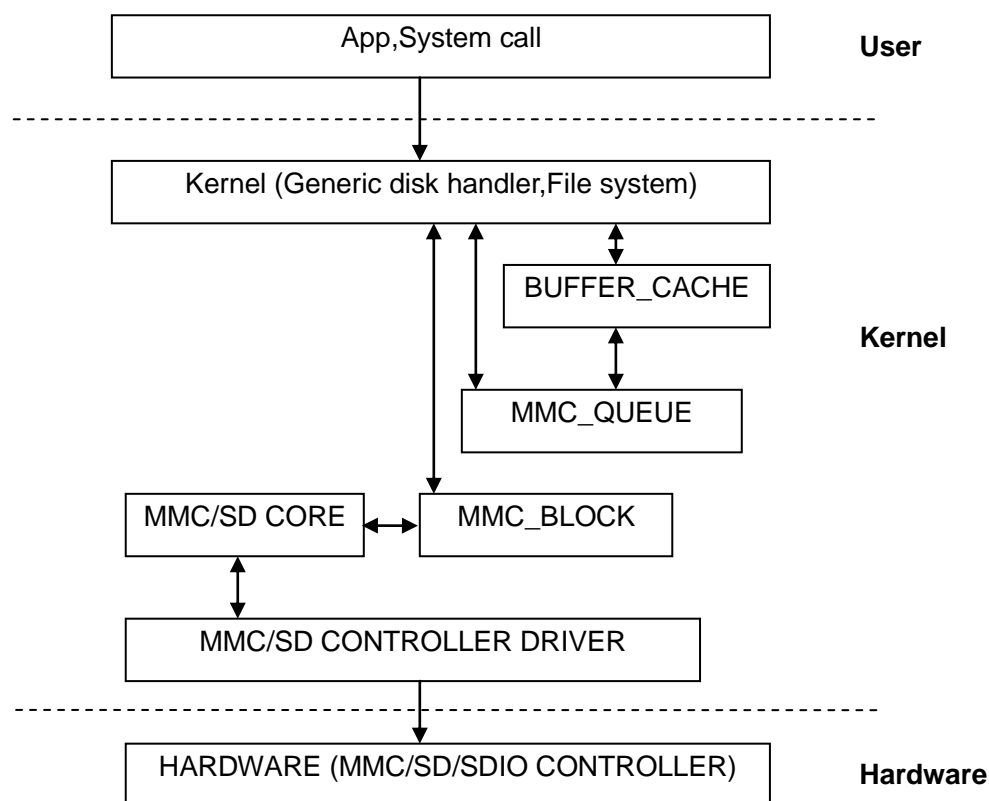 App,System call
User
Kernel (Generic disk handler,File system)
BUFFER_CACHE
Kernel
MMC_QUEUE
MMC/SD CORE
MMC_BLOCK
MMC/SD CONTROLLER DRIVER
HARDWARE (MMC/SD/SDIO CONTROLLER)
Hardware